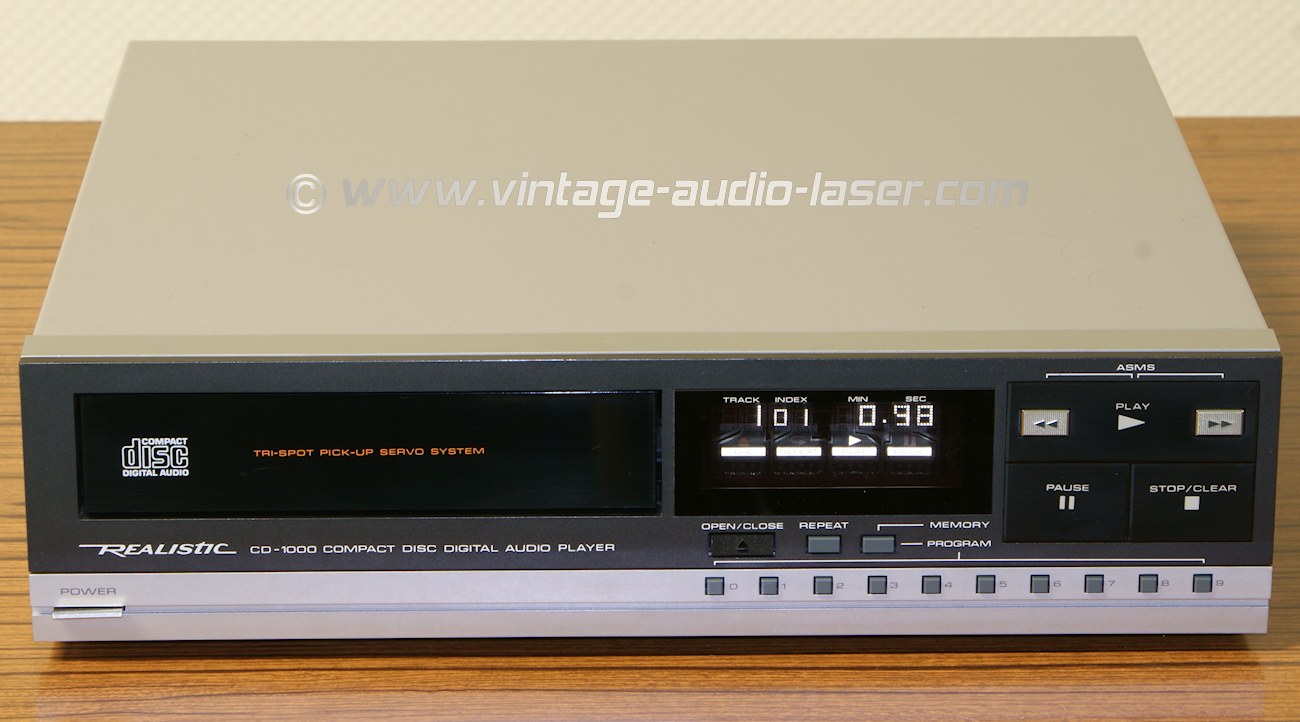 © www.vintage-audio-laser.com
ASMS
TRACK INDEX MIN SEC
1 01 0.98
PLAY
COMPACT
disc
DIGITAL AUDIO
TRI-SPOT PICK-UP SERVO SYSTEM
PAUSE STOP/CLEAR
OPEN/CLOSE REPEAT MEMORY
PROGRAM
REALISTIC CD-1000 COMPACT DISC DIGITAL AUDIO PLAYER
POWER
0 1 2 3 4 5 6 7 8 9